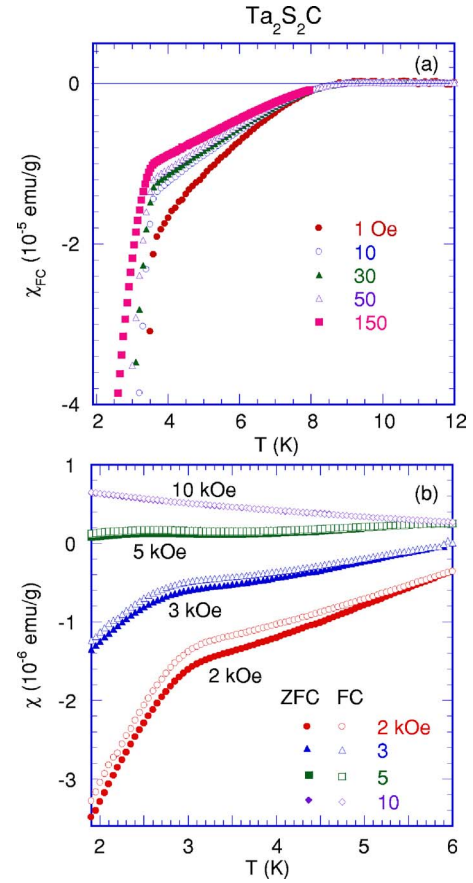 Ta₂S₂C
(a)
0
-2
-4
χFC (10⁻⁵ emu/g)
1 Oe
10
30
50
150
2 4 6 8 10 12
T (K)
(b)
1
0
-1
-2
-3
χ (10⁻⁶ emu/g)
10 kOe
5 kOe
3 kOe
2 kOe
ZFC FC
2 kOe
3
5
10
2 3 4 5 6
T (K)